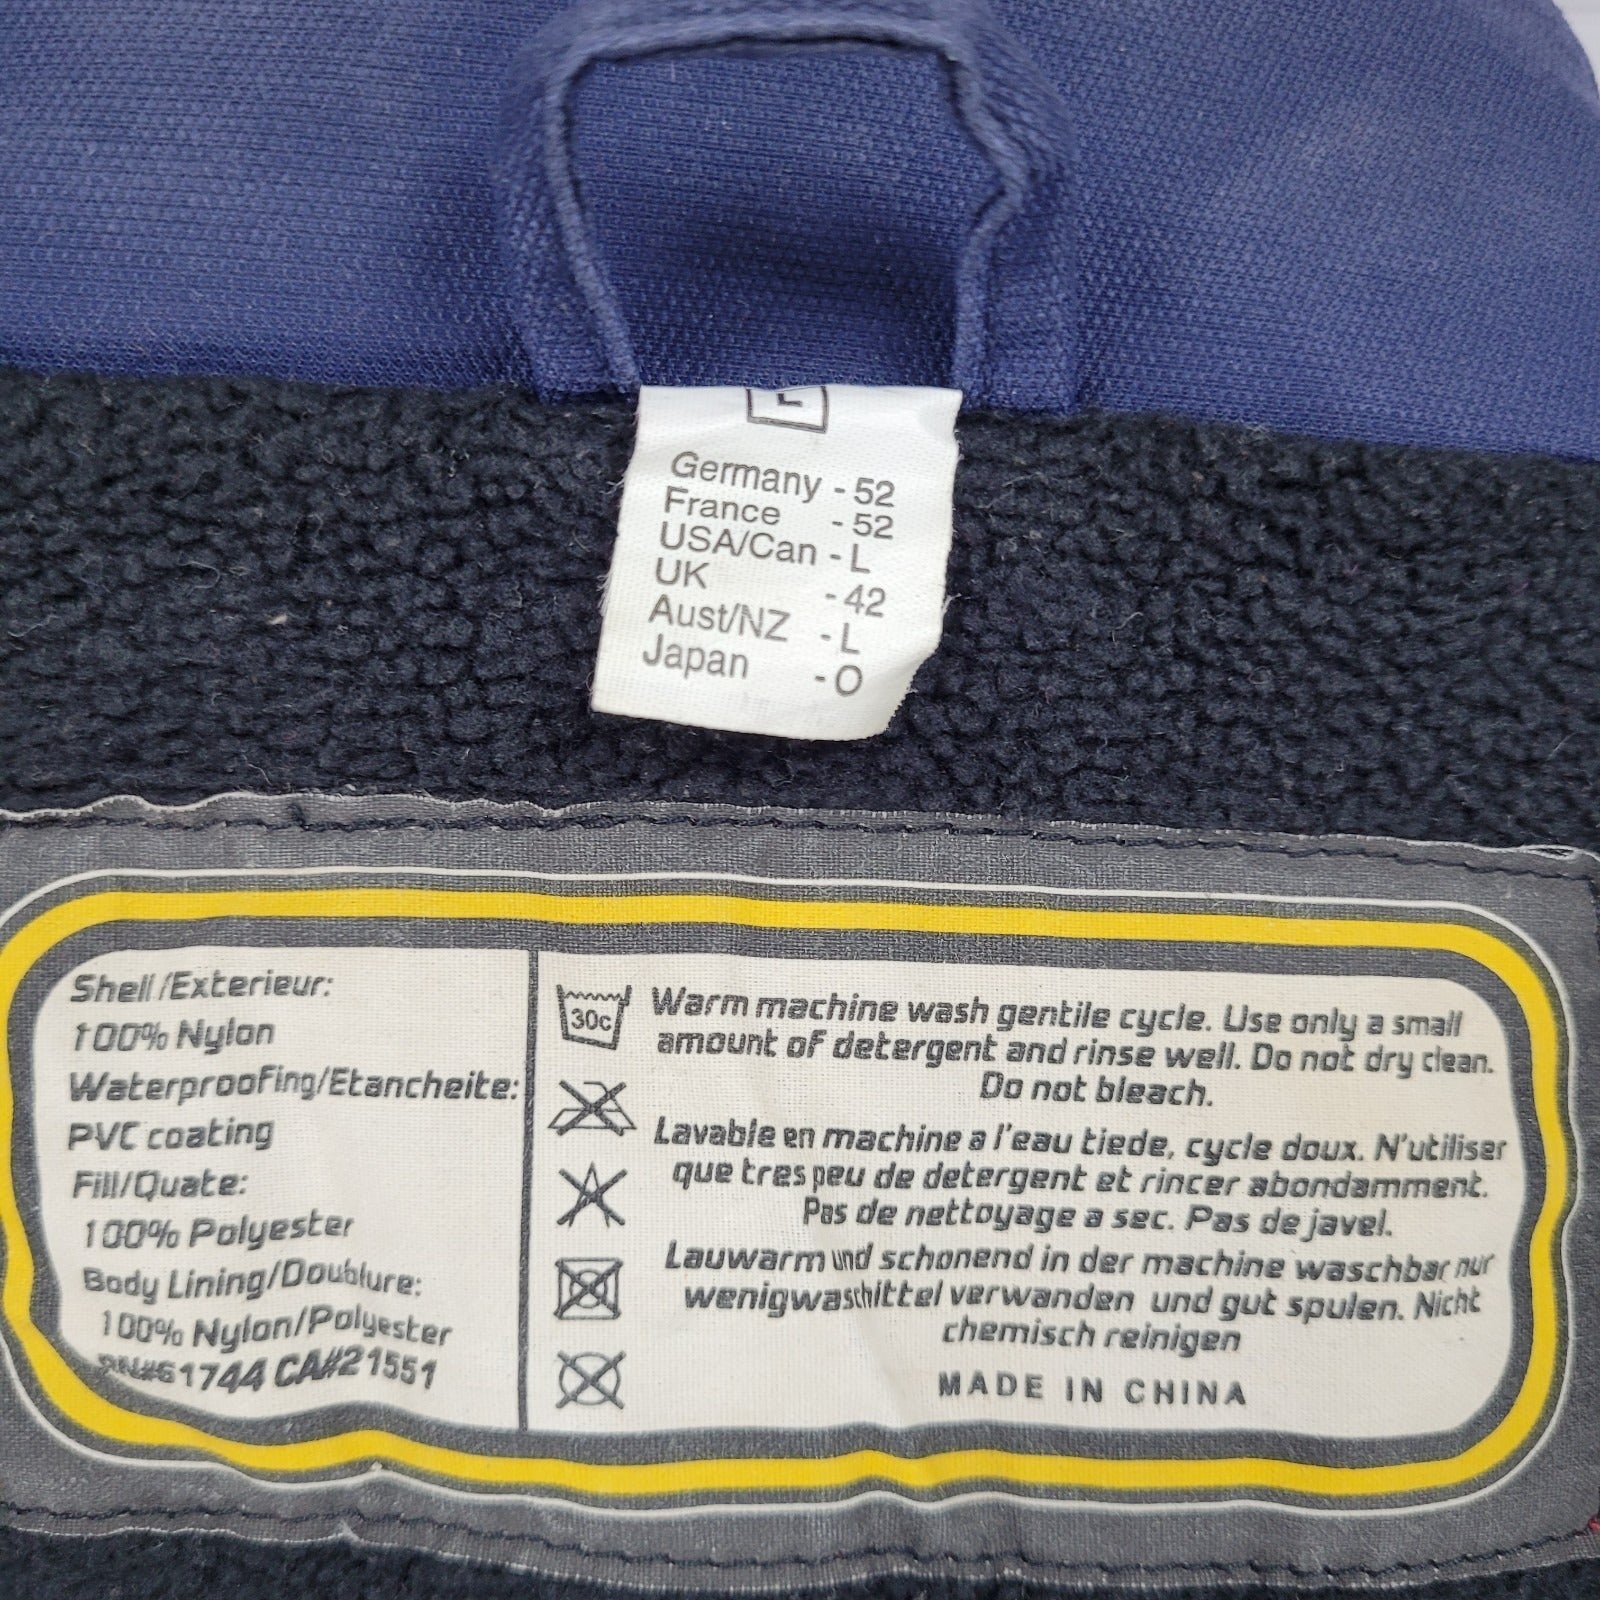 L
Germany - 52
France - 52
USA/Can - L
UK - 42
Aust/NZ - L
Japan - O
Shell/Exterieur:
100% Nylon
Waterproofing/Etancheite:
PVC coating
Fill/Quate:
100% Polyester
Body Lining/Doublure:
100% Nylon/Polyester
RN#61744 CA#21551
30c
Warm machine wash gentile cycle. Use only a small
amount of detergent and rinse well. Do not dry clean.
Do not bleach.
Lavable en machine a l'eau tiede, cycle doux. N'utiliser
que tres peu de detergent et rincer abondamment.
Pas de nettoyage a sec. Pas de javel.
Lauwarm und schonend in der machine waschbar nur
wenigwaschittel verwanden und gut spulen. Nicht
chemisch reinigen
MADE IN CHINA